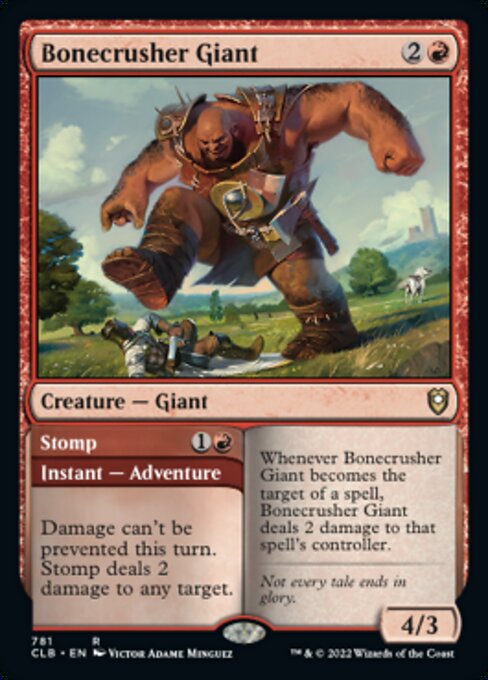 Bonecrusher Giant 2
Creature — Giant
Stomp 1
Instant — Adventure
Damage can't be
prevented this turn.
Stomp deals 2
damage to any target.
Whenever Bonecrusher
Giant becomes the
target of a spell,
Bonecrusher Giant
deals 2 damage to that
spell's controller.
Not every tale ends in
glory.
4/3
781 R
CLB • EN Victor Adame Minguez
™ & © 2022 Wizards of the Coast